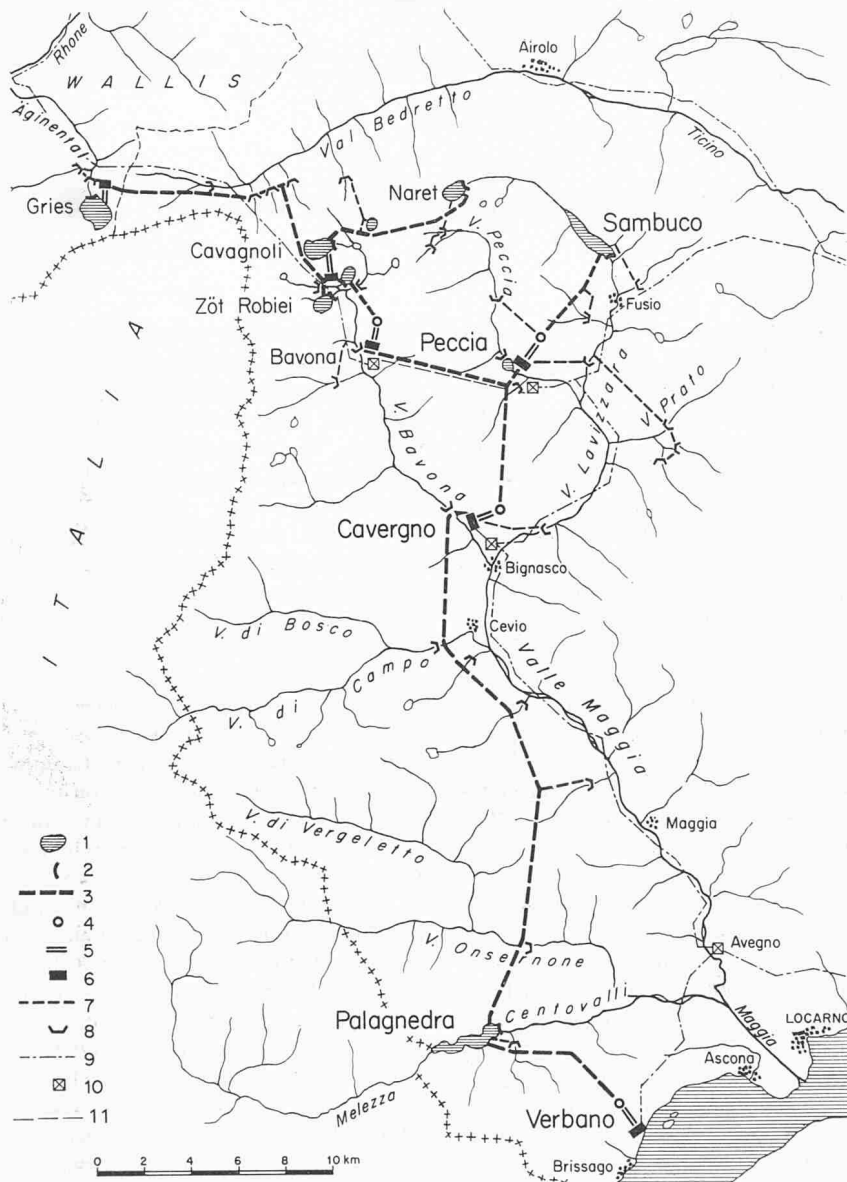 Rhone
WALLIS
Aginental
Airolo
Val Bedretto
Ticino
Gries
Naret
V. Peccia
Sambuco
Cavagnoli
Zöt Robiei
Fusio
Peccia
Bavona
V. Prato
V. Bavona
V. Lavizzara
ITALIA
Cavergno
Bignasco
V. di Bosco
Cevio
V. di Campo
Valle Maggia
V. di Vergeletto
Maggia
V. Onsernone
Avegno
Palagnedra
Centovalli
Maggia
LOCARNO
Ascona
Melezza
Verbano
Brissago
1
2
3
4
5
6
7
8
9
10
11
0 2 4 6 8 10 km